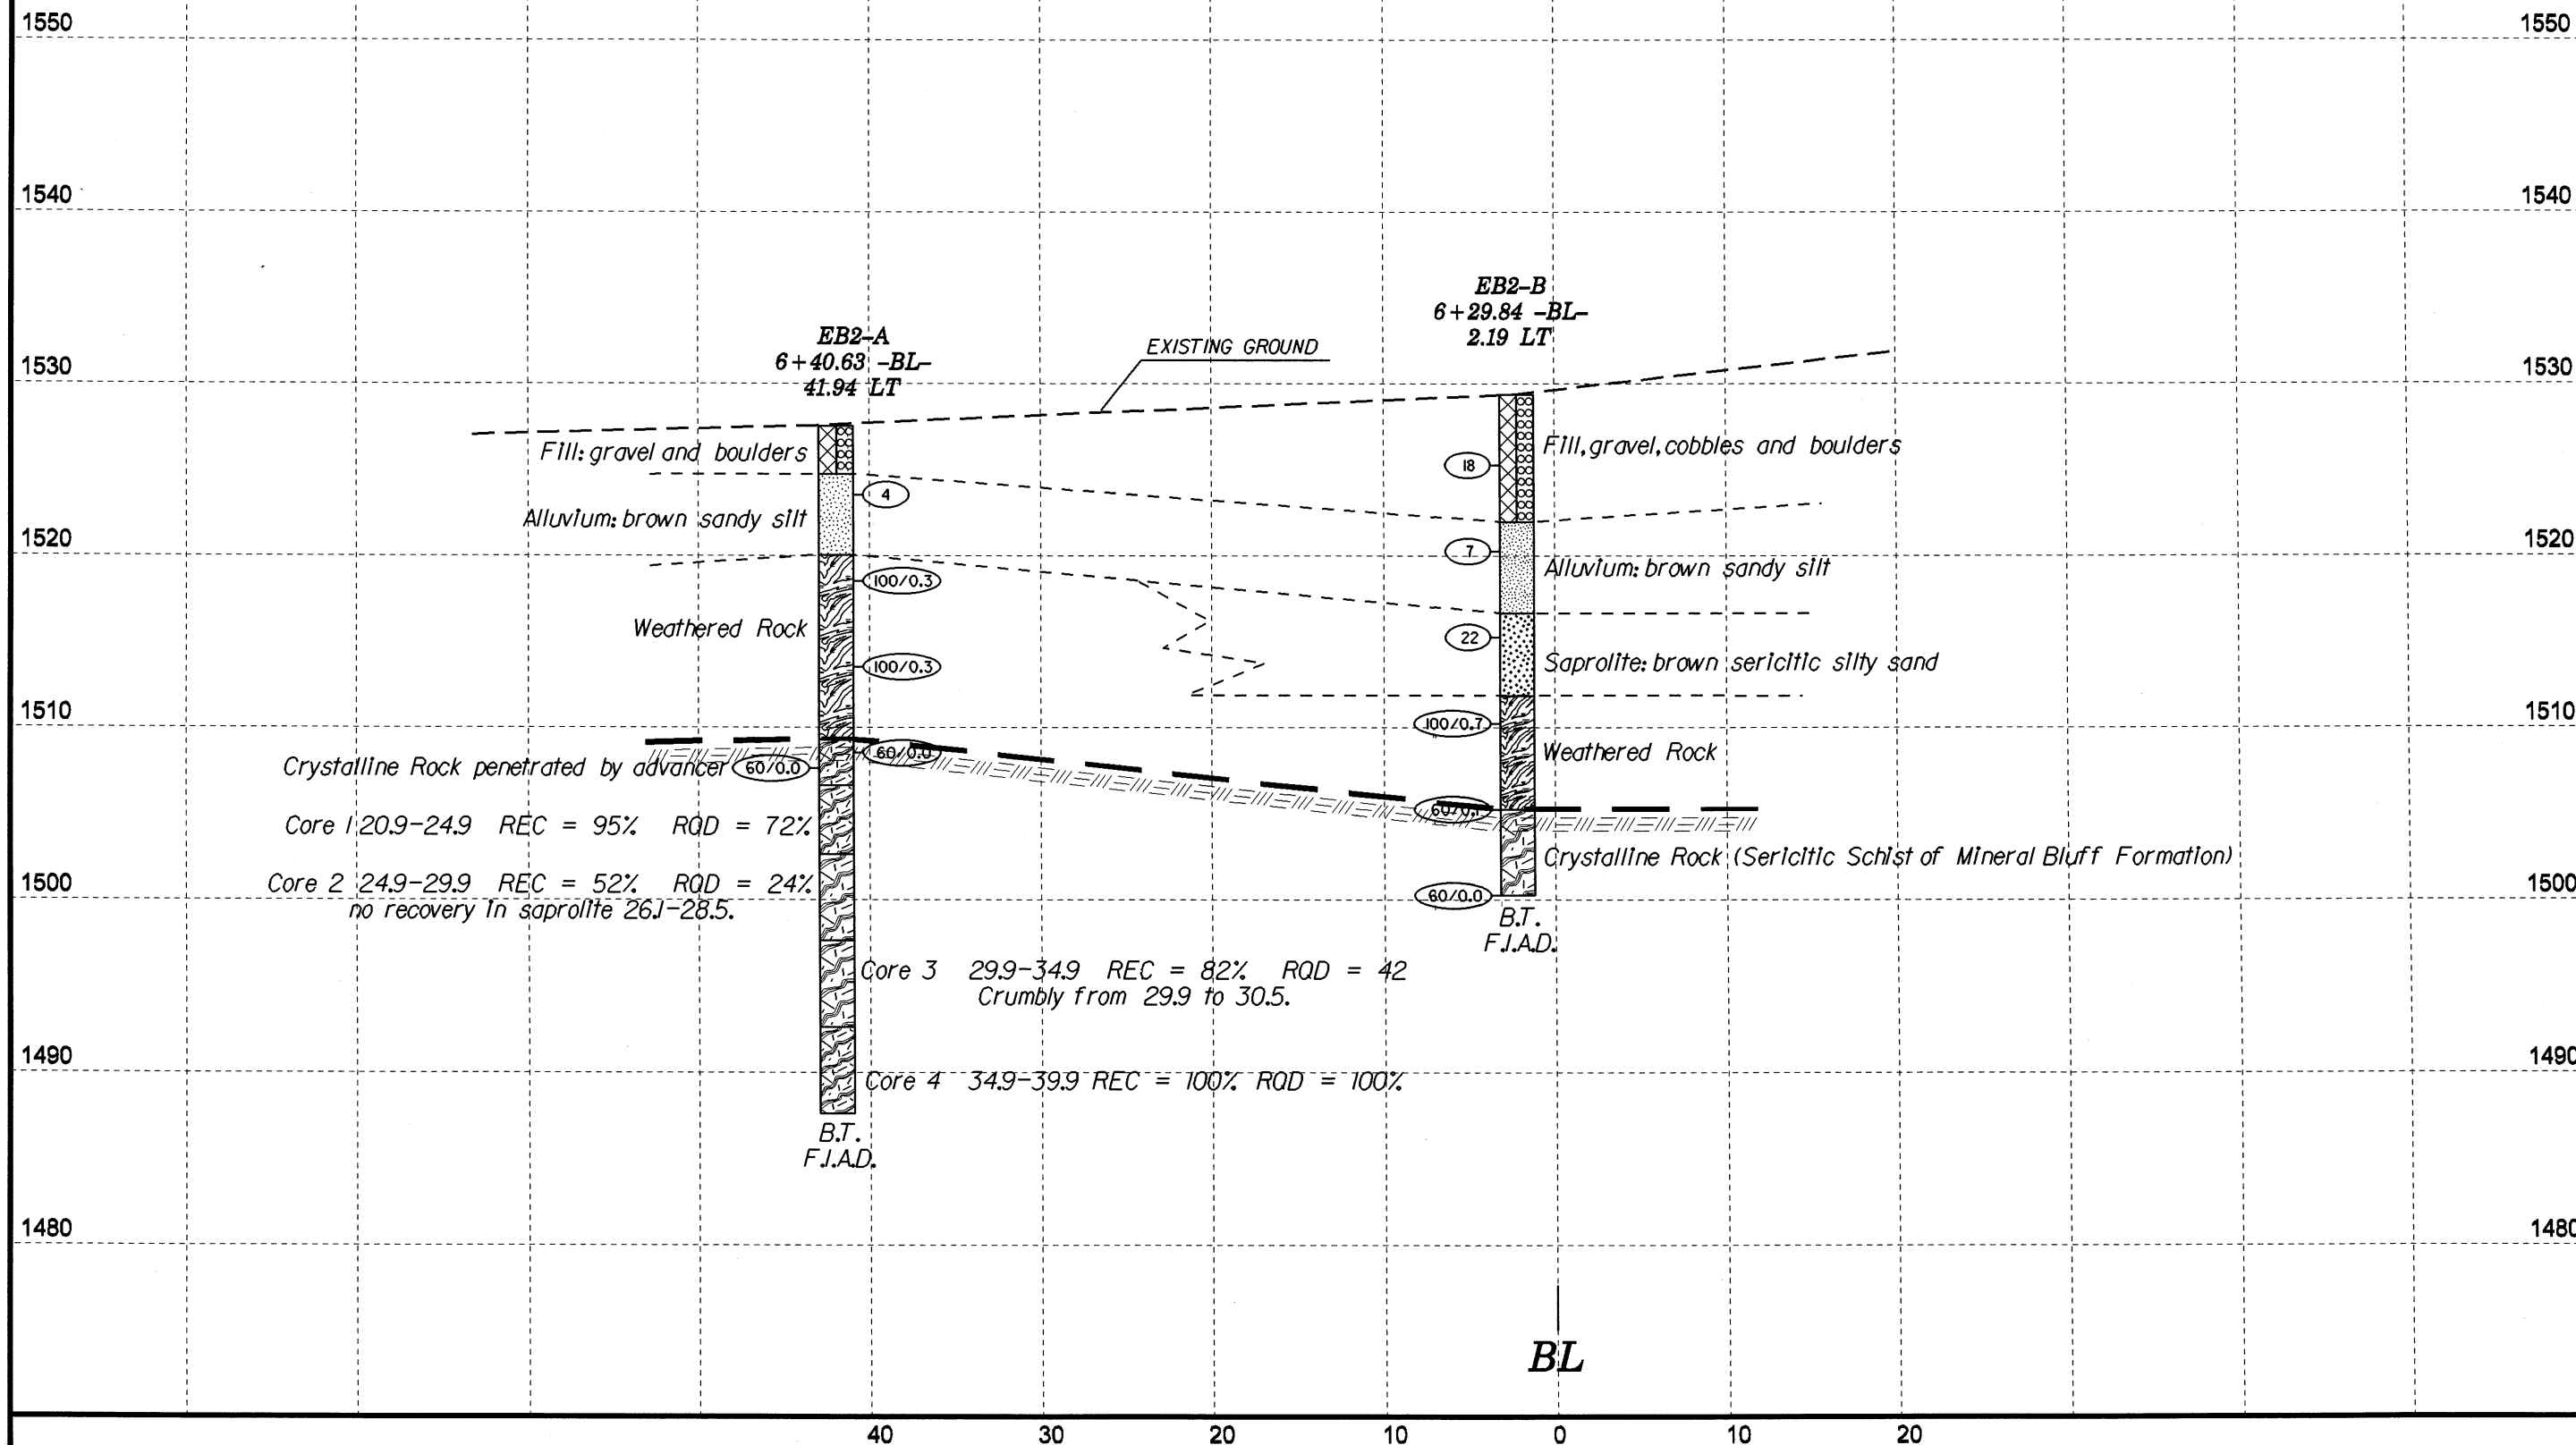 1550 1550
1540 1540
EB2-B
6+29.84 -BL-
2.19 LT
EB2-A
6+40.63 -BL-
41.94 LT
EXISTING GROUND
1530 1530
Fill: gravel and boulders
Fill, gravel, cobbles and boulders
18
4
Alluvium: brown sandy silt
1520 1520
7
Alluvium: brown sandy silt
100/0.3
Weathered Rock
22
Saprolite: brown sericitic silty sand
100/0.3
1510 1510
100/0.7
Weathered Rock
60/0.0
Crystalline Rock penetrated by advancer 60/0.0
60/0.1
Core 1 20.9-24.9 REC = 95% RQD = 72%
Crystalline Rock (Sericitic Schist of Mineral Bluff Formation)
1500 1500
Core 2 24.9-29.9 REC = 52% RQD = 24%
no recovery in saprolite 26.1-28.5.
60/0.0
B.T.
F.I.A.D.
Core 3 29.9-34.9 REC = 82% RQD = 42
Crumbly from 29.9 to 30.5.
1490 1490
Core 4 34.9-39.9 REC = 100% RQD = 100%
B.T.
F.I.A.D.
1480 1480
BL
40 30 20 10 0 10 20